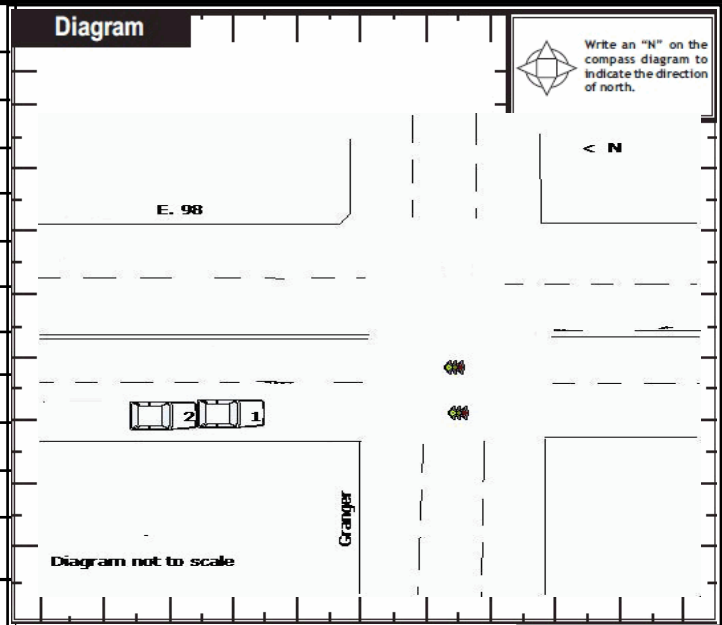 Diagram
Write an “N” on the
compass diagram to
indicate the direction
of north.
< N
E. 98
2 1
Granger
Diagram not to scale